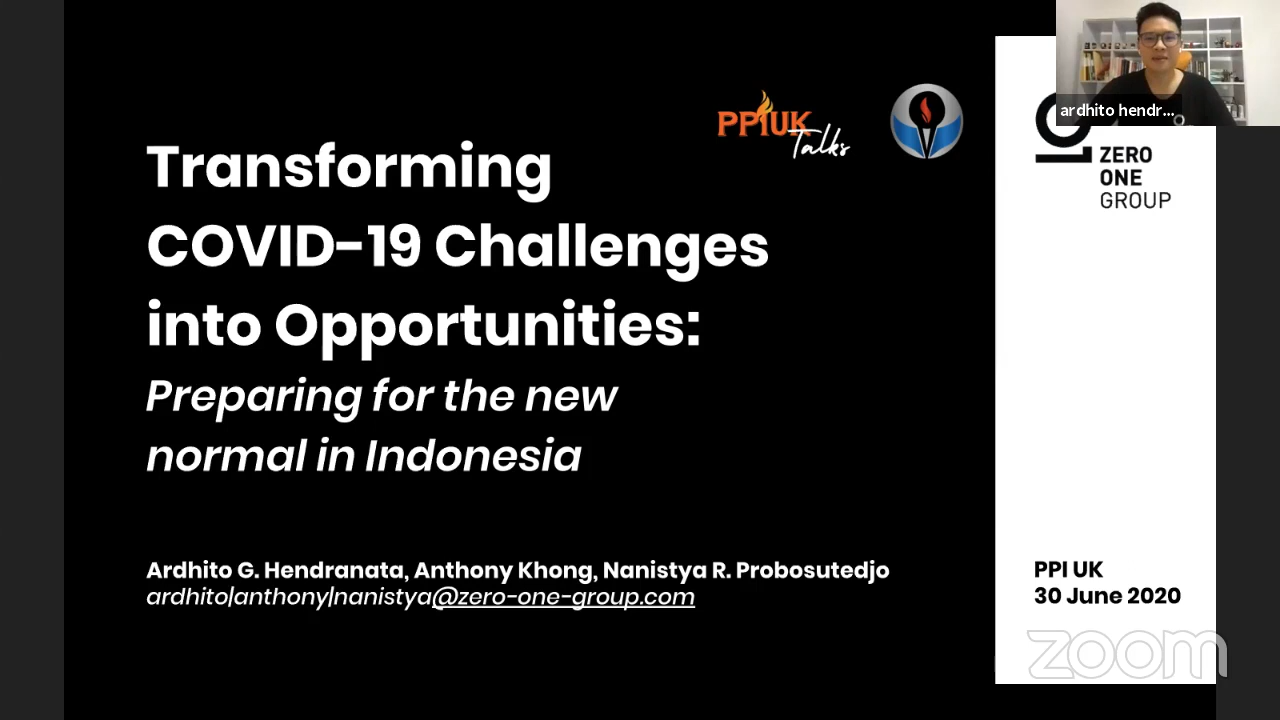 ardhito hendr...
PPIUK
Talks
ZERO
ONE
GROUP
Transforming
COVID-19 Challenges
into Opportunities:
Preparing for the new
normal in Indonesia
Ardhito G. Hendranata, Anthony Khong, Nanistya R. Probosutedjo
ardhito|anthony|nanistya@zero-one-group.com
PPI UK
30 June 2020
zoom